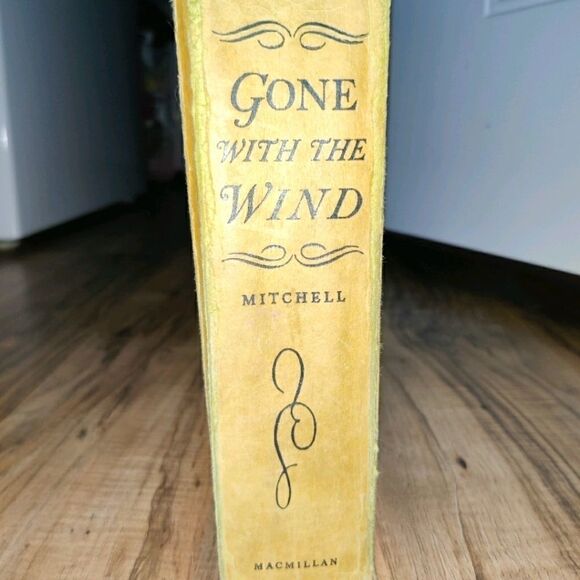 GONE
WITH THE
WIND
MITCHELL
MACMILLAN